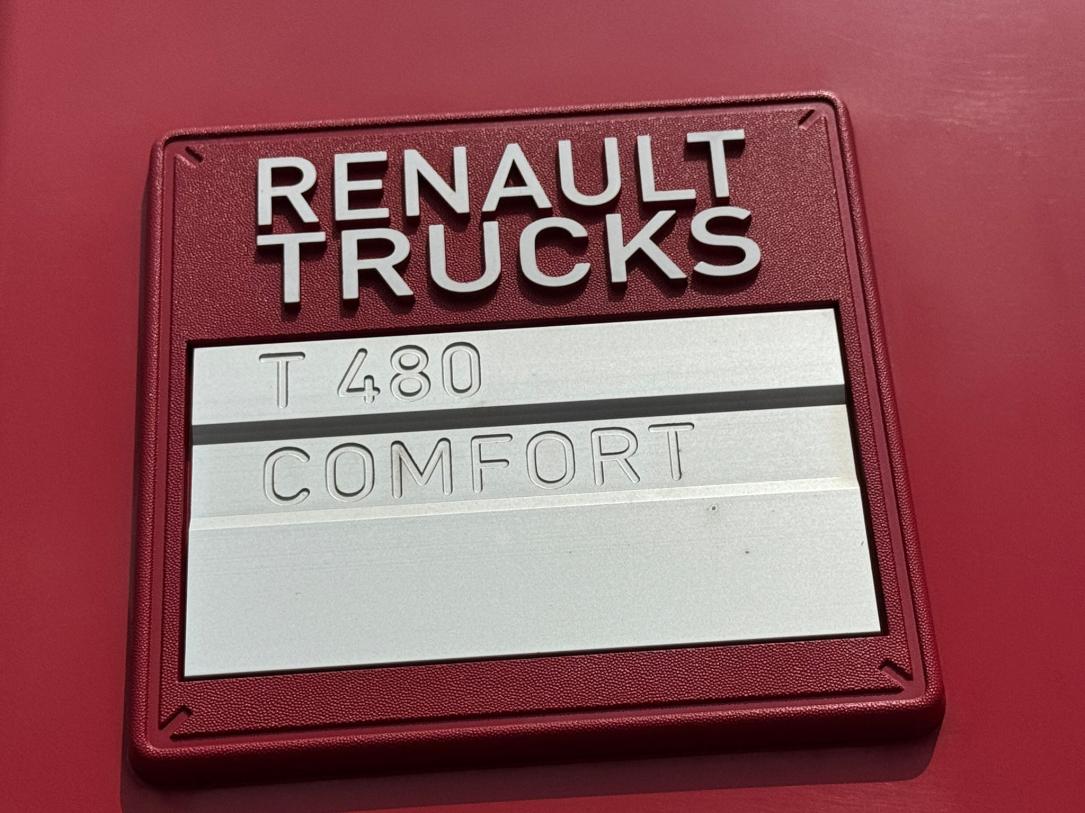 RENAULT
TRUCKS
T 480
COMFORT